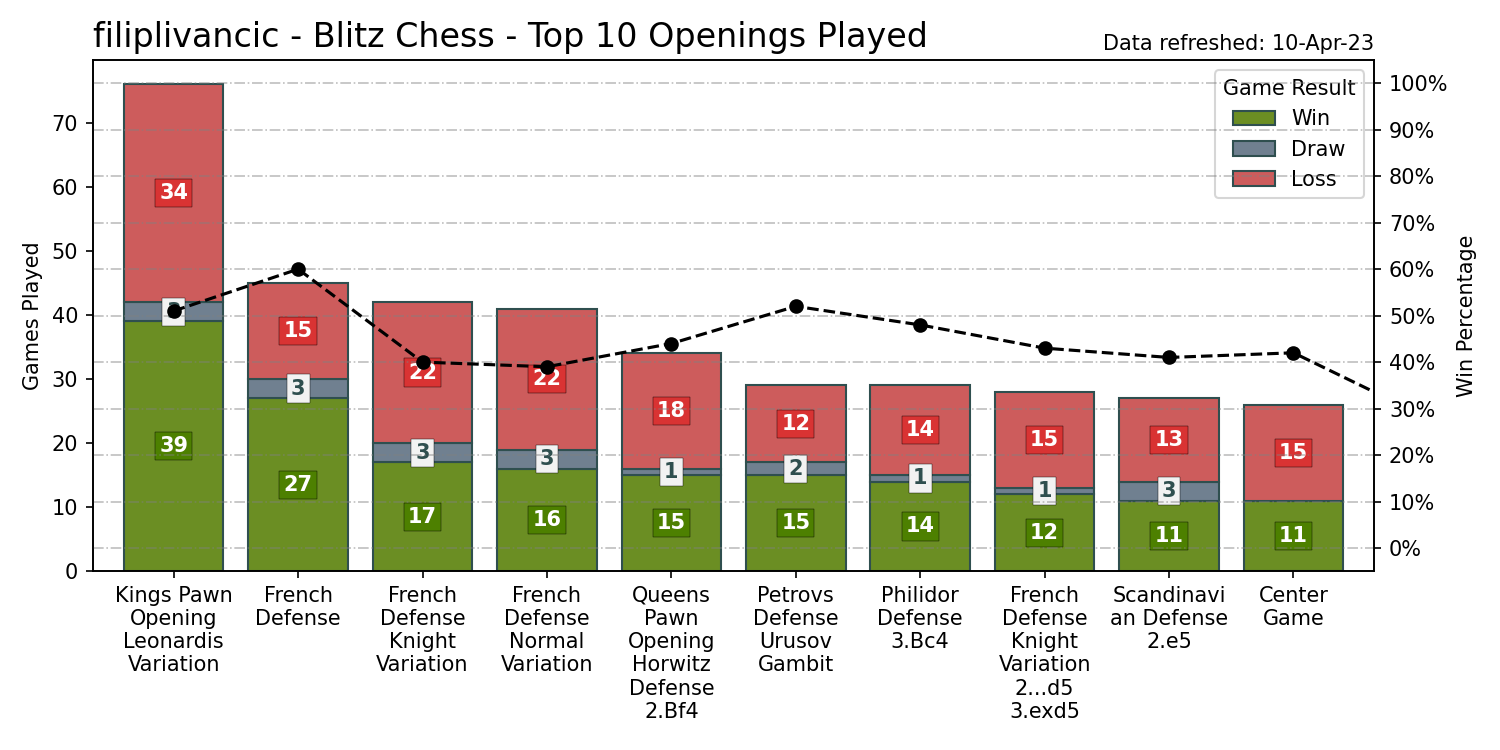 filiplivancic - Blitz Chess - Top 10 Openings Played
Data refreshed: 10-Apr-23
Games Played
70
60
50
40
30
20
10
0
34
39
15
3
27
22
3
17
22
3
16
18
1
15
12
2
15
14
1
14
15
1
12
13
3
11
15
11
Game Result
Win
Draw
Loss
100%
90%
80%
70%
60%
50%
40%
30%
20%
10%
0%
Win Percentage
Kings Pawn
Opening
Leonardis
Variation
French
Defense
French
Defense
Knight
Variation
French
Defense
Normal
Variation
Queens
Pawn
Opening
Horwitz
Defense
2.Bf4
Petrovs
Defense
Urusov
Gambit
Philidor
Defense
3.Bc4
French
Defense
Knight
Variation
2...d5
3.exd5
Scandinavi
an Defense
2.e5
Center
Game